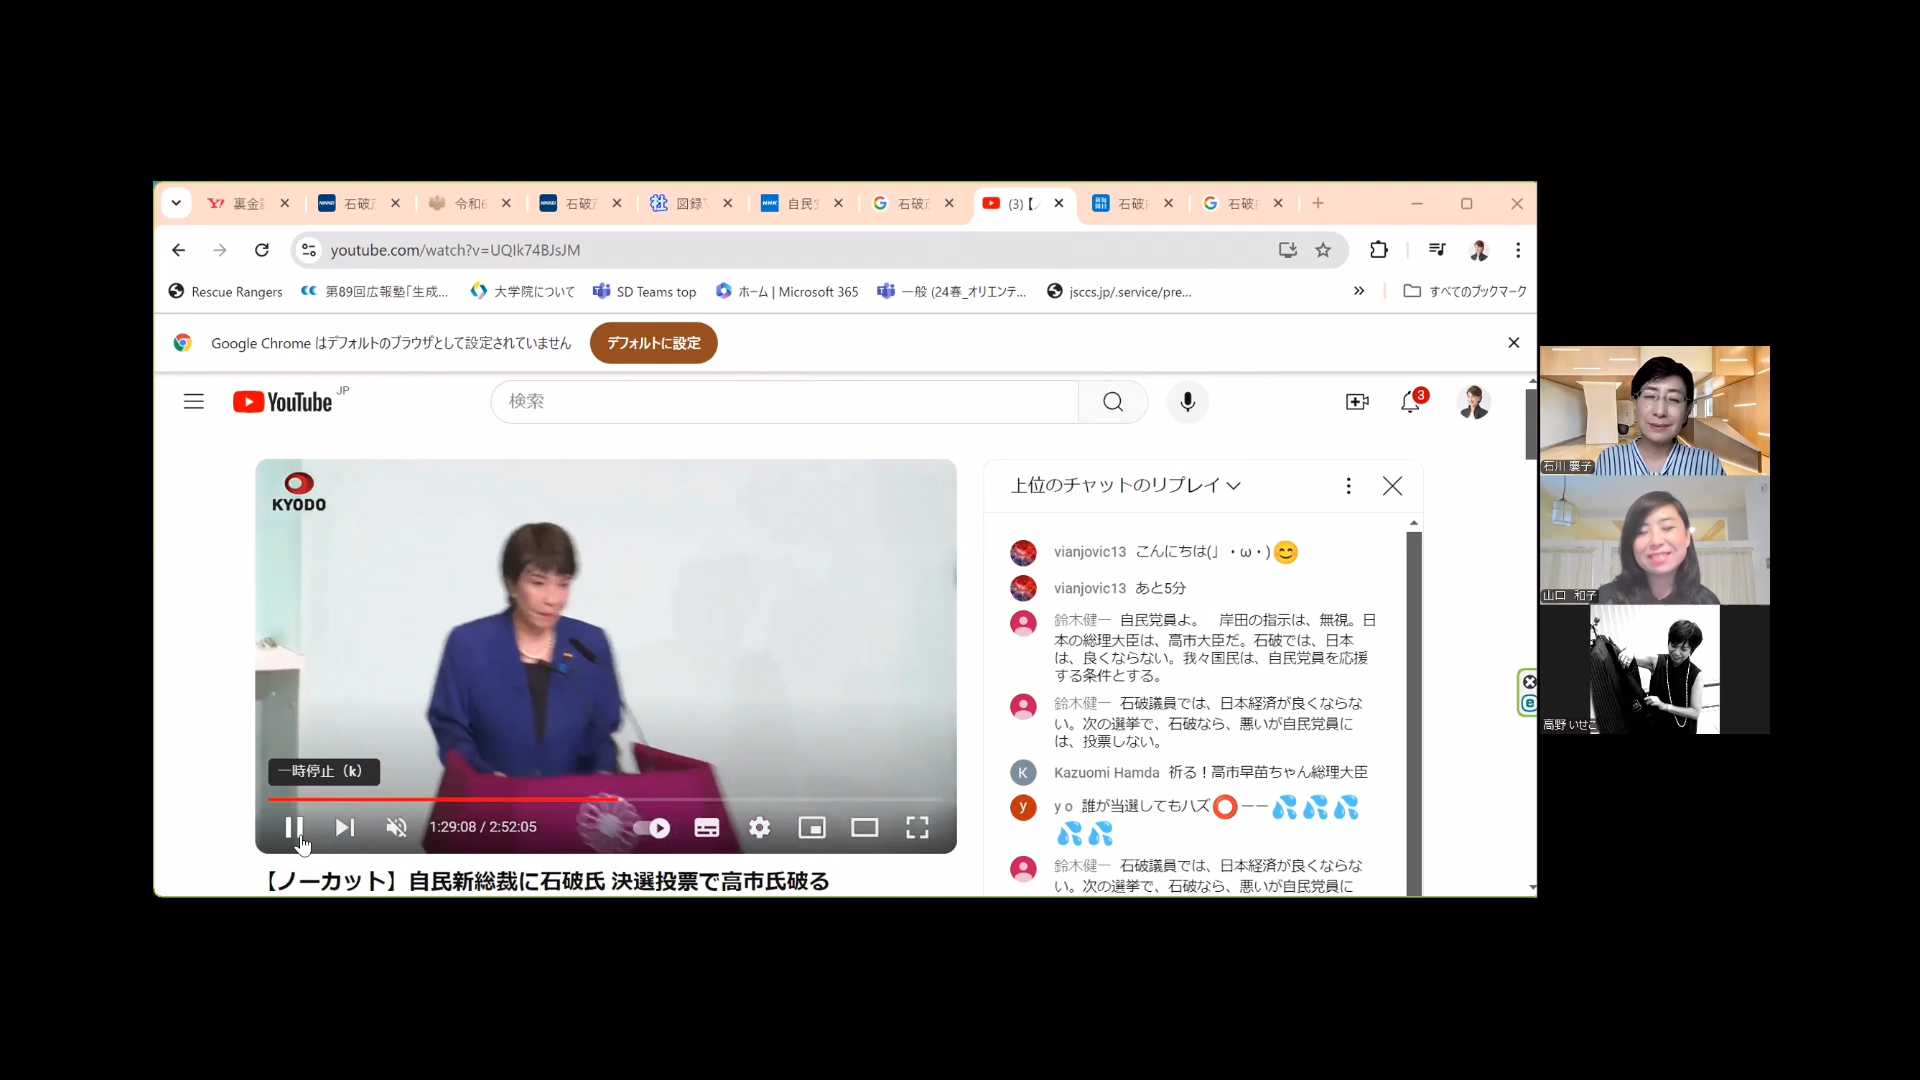 裏金
石破
令和6
石破
図録
自民
石破
(3)【
石破
石破
youtube.com/watch?v=UQIk74BJsJM
Rescue Rangers
第89回広報塾「生成...
大学院について
SD Teams top
ホーム | Microsoft 365
一般 (24春_オリエンテ...
jsccs.jp/.service/pre...
»
すべてのブックマーク
Google Chrome はデフォルトのブラウザとして設定されていません
デフォルトに設定
YouTube JP
検索
3
KYODO
一時停止（k）
1:29:08 / 2:52:05
【ノーカット】自民新総裁に石破氏 決選投票で高市氏破る
上位のチャットのリプレイ
vianjovic13 こんにちは(」・ω・)😊
vianjovic13 あと5分
鈴木健一 自民党員よ。 岸田の指示は、無視。日
本の総理大臣は、高市大臣だ。石破では、日本
は、良くならない。我々国民は、自民党員を応援
する条件とする。
鈴木健一 石破議員では、日本経済が良くならな
い。次の選挙で、石破なら、悪いが自民党員に
は、投票しない。
K
Kazuomi Hamda 祈る！高市早苗ちゃん総理大臣
y
y o 誰が当選してもハズ⭕ーー💦💦💦
💦💦
鈴木健一 石破議員では、日本経済が良くならな
い。次の選挙で、石破なら、悪いが自民党員に
石川 慶子
山口 和子
高野 いせこ